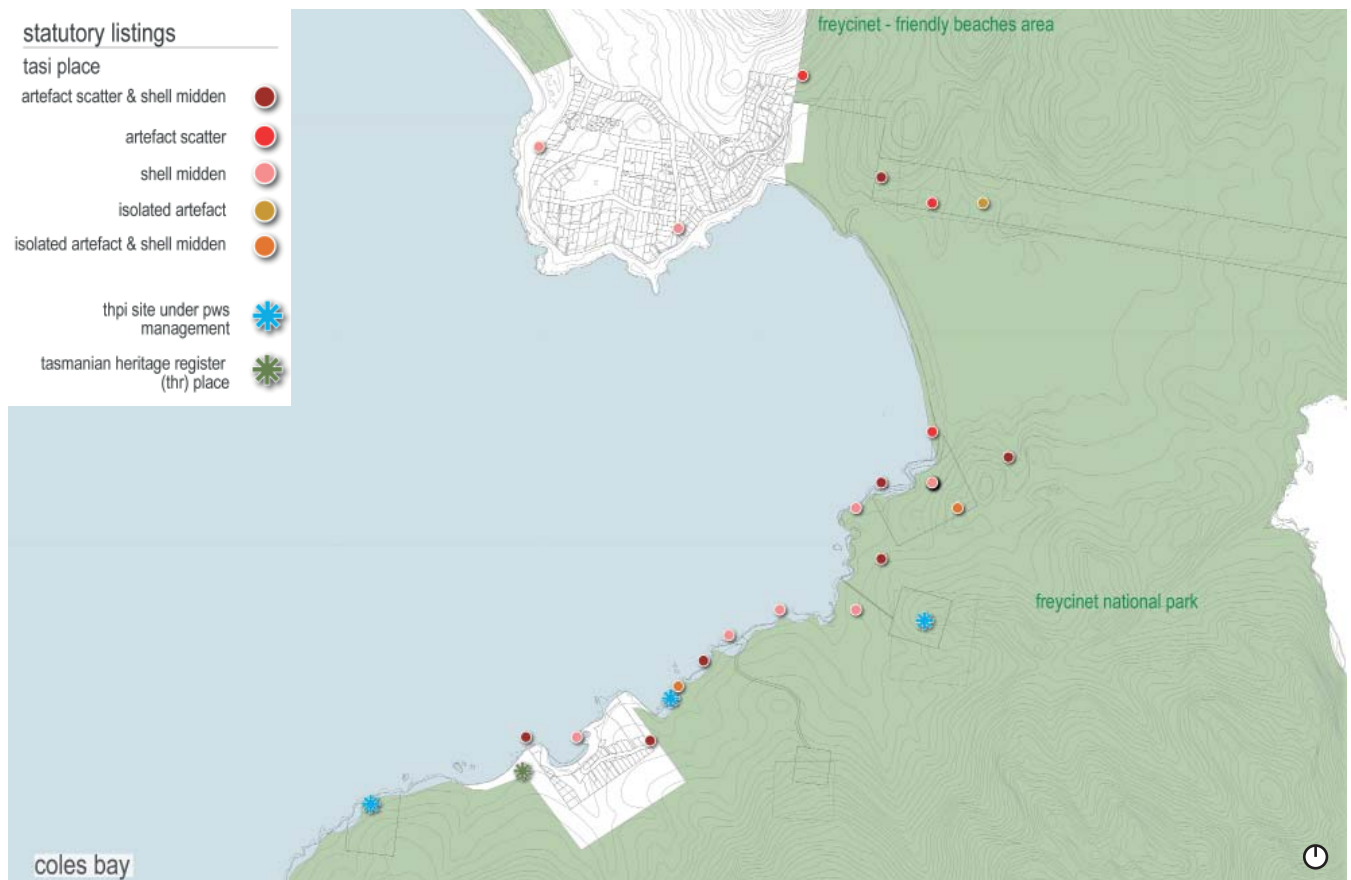 statutory listings
tasi place
artefact scatter & shell midden
artefact scatter
shell midden
isolated artefact
isolated artefact & shell midden
thpi site under pws
management
tasmanian heritage register
(thr) place
freycinet - friendly beaches area
freycinet national park
coles bay